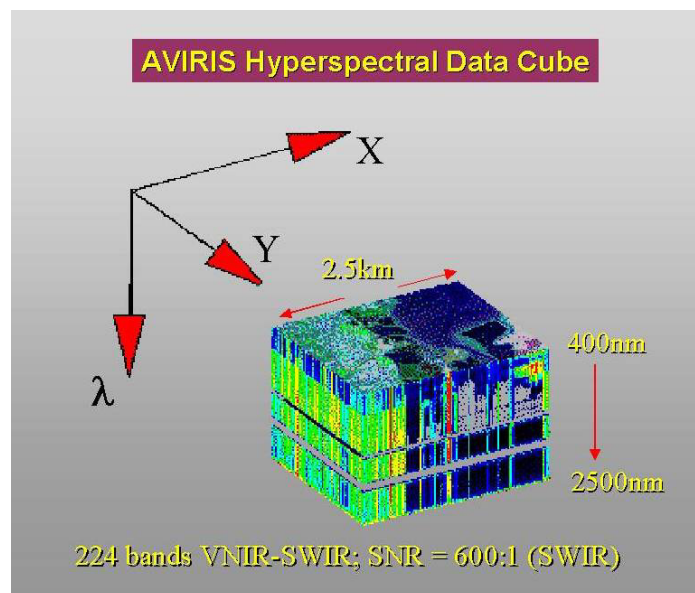 AVIRIS Hyperspectral Data Cube
X
Y
λ
2.5km
400nm
2500nm
224 bands VNIR-SWIR; SNR = 600:1 (SWIR)